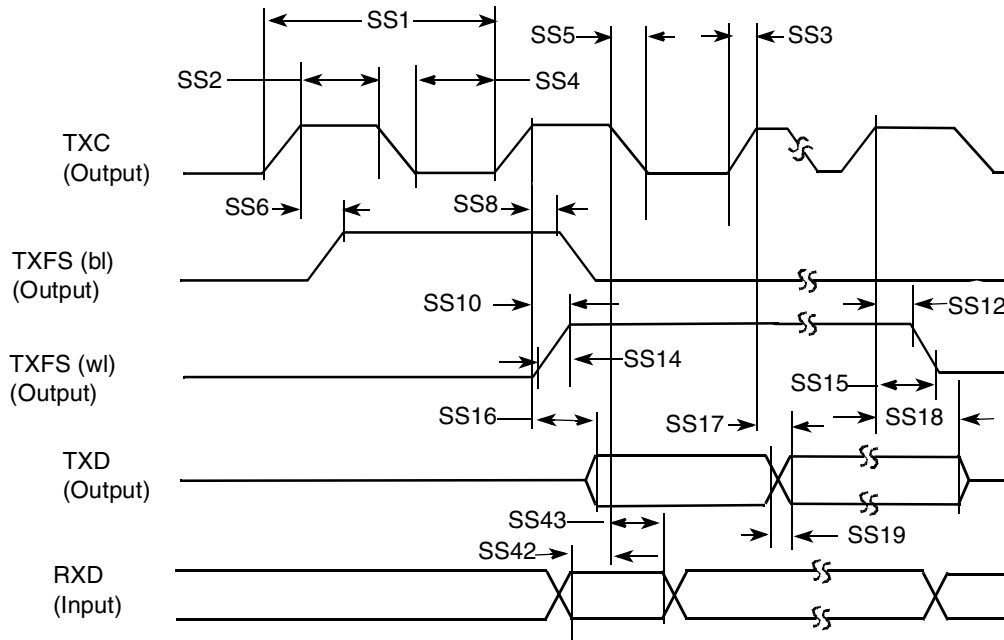 SS1
SS5
SS3
SS2
SS4
TXC
(Output)
SS6
SS8
TXFS (bl)
(Output)
SS10
SS12
TXFS (wl)
(Output)
SS14
SS15
SS16
SS17
SS18
TXD
(Output)
SS43
SS19
SS42
RXD
(Input)